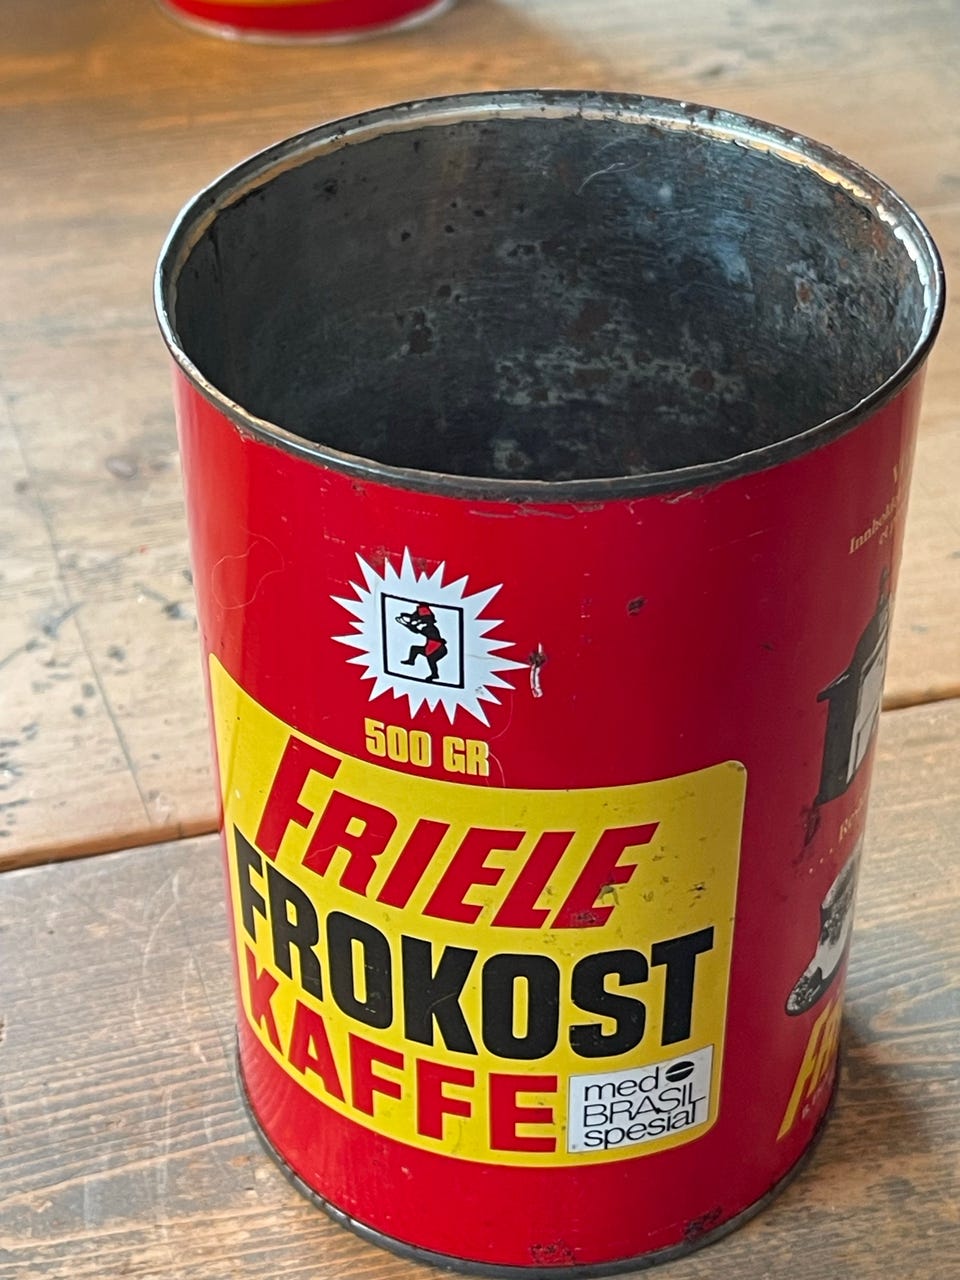 500 GR
FRIELE
FROKOST
KAFFE
med
BRASIL
spesial